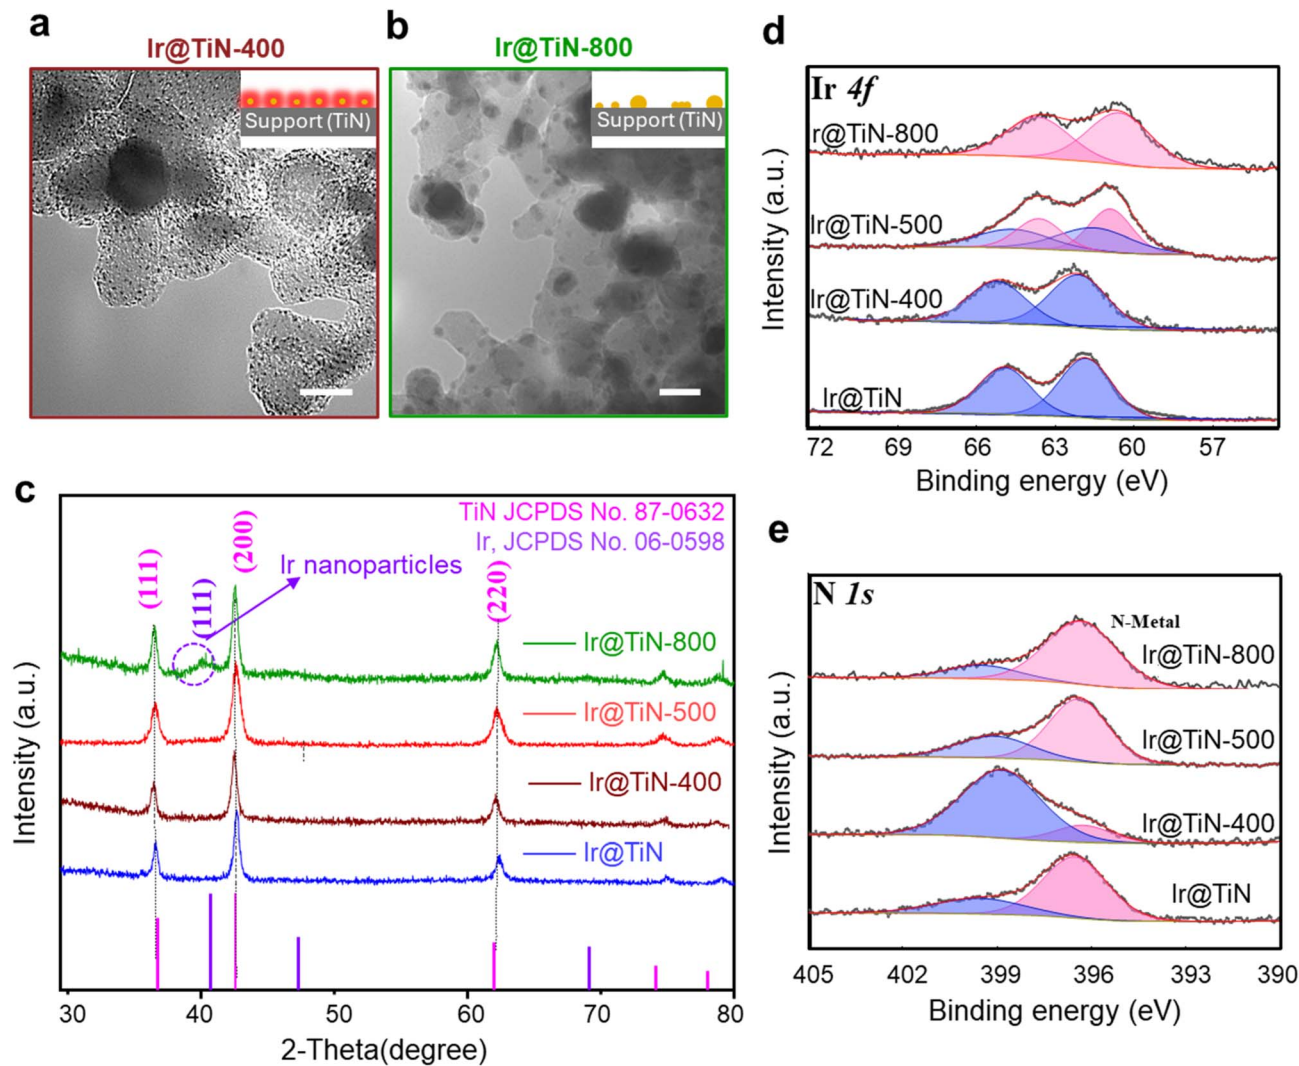 a
Ir@TiN-400
Support (TiN)
b
Ir@TiN-800
Support (TiN)
c
TiN JCPDS No. 87-0632
Ir, JCPDS No. 06-0598
(111)
(111)
(200)
Ir nanoparticles
(220)
Ir@TiN-800
Ir@TiN-500
Ir@TiN-400
Ir@TiN
Intensity (a.u.)
30 40 50 60 70 80
2-Theta(degree)
d
Ir 4f
r@TiN-800
Ir@TiN-500
Ir@TiN-400
Ir@TiN
Intensity (a.u.)
72 69 66 63 60 57
Binding energy (eV)
e
N 1s
N-Metal
Ir@TiN-800
Ir@TiN-500
Ir@TiN-400
Ir@TiN
Intensity (a.u.)
405 402 399 396 393 390
Binding energy (eV)